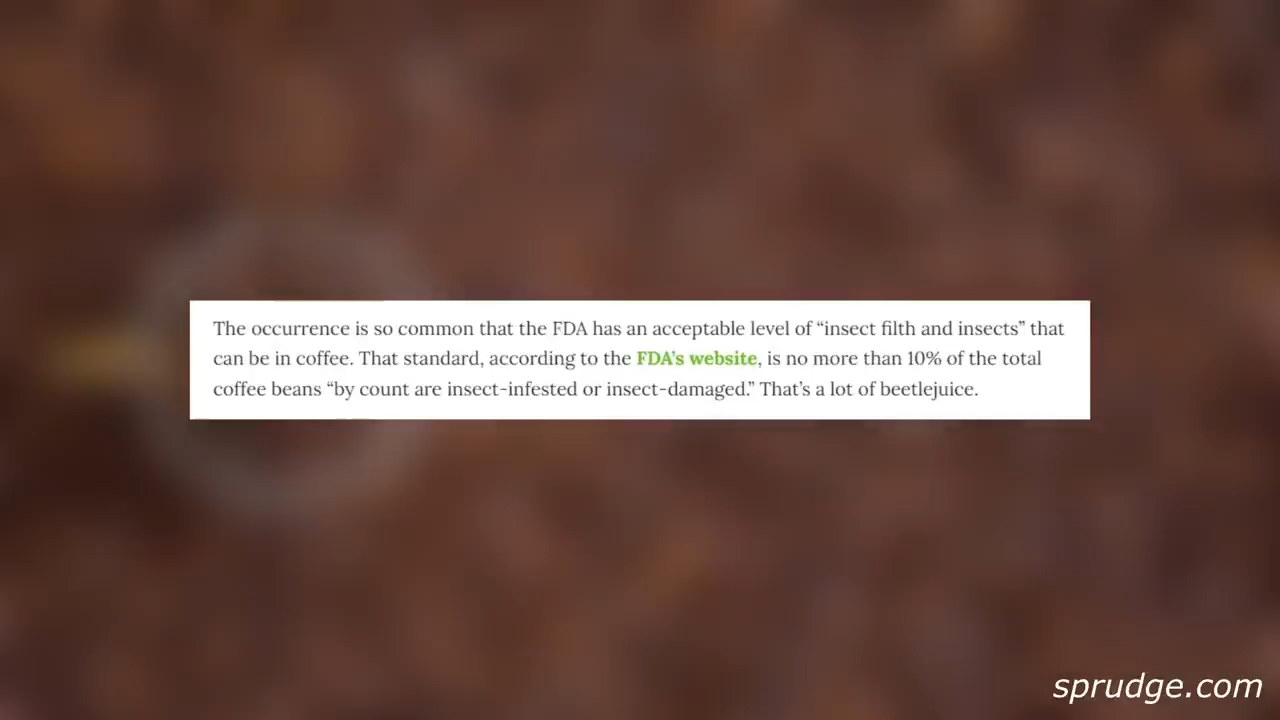 The occurrence is so common that the FDA has an acceptable level of “insect filth and insects” that
can be in coffee. That standard, according to the FDA’s website, is no more than 10% of the total
coffee beans “by count are insect-infested or insect-damaged.” That’s a lot of beetlejuice.
sprudge.com